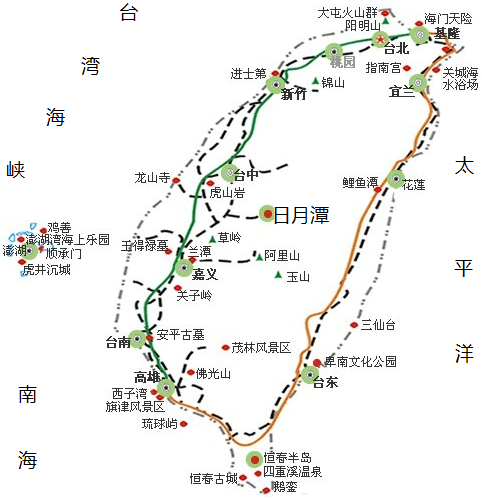 台
湾
海
峡
大屯火山群
阳明山
海门天险
基隆
台北
桃园
进士第
指南宫
关城海
水浴场
锦山
新竹
宜兰
太
平
洋
台中
龙山寺
虎山岩
鲤鱼潭
花莲
日月潭
鸿善
澎湖湾海上乐园
澎湖
顺承门
虎井沉城
王得禄墓
兰潭
草岭
阿里山
嘉义
玉山
关子岭
三仙台
台南
安平古墓
茂林风景区
卑南文化公园
高雄
佛光山
台东
西子湾
旗津风景区
琉球屿
南
海
恒春半岛
四重溪温泉
恒春古城
鹅銮